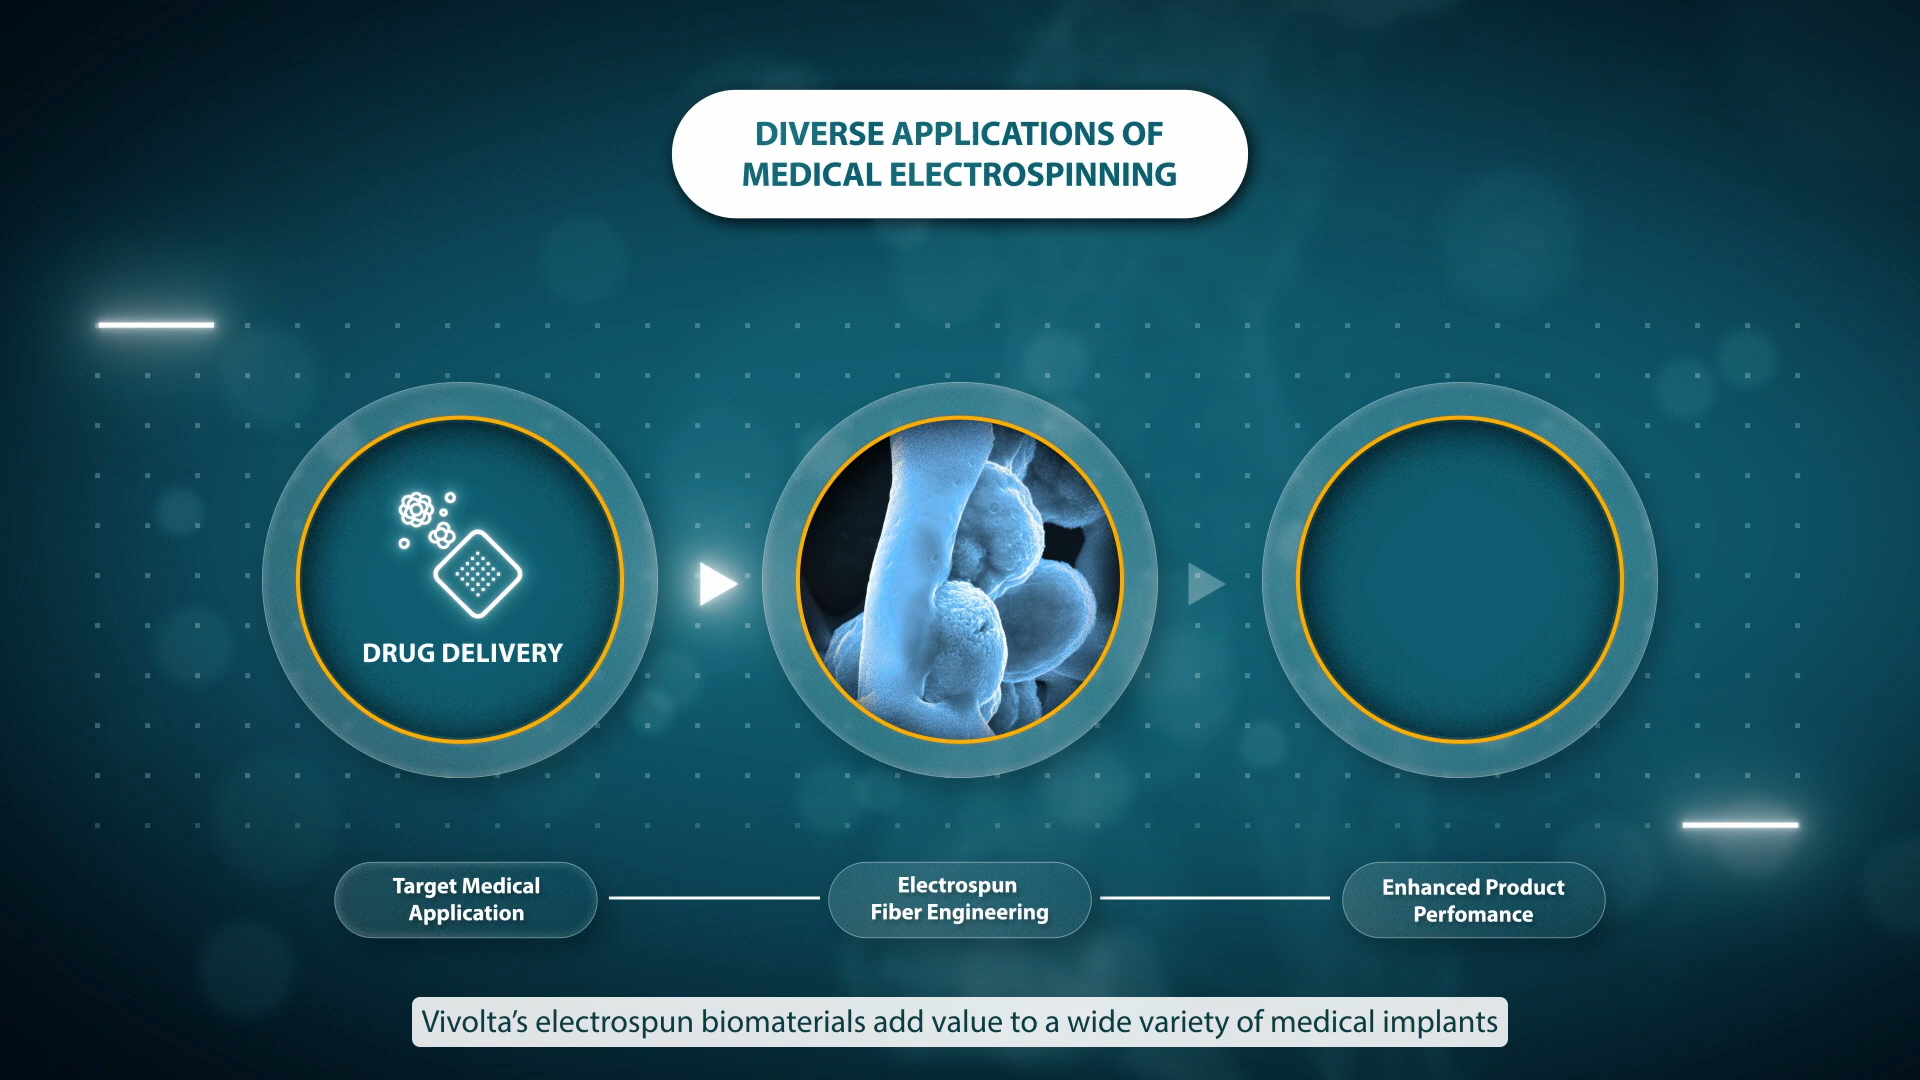 DIVERSE APPLICATIONS OF
MEDICAL ELECTROSPINNING
DRUG DELIVERY
Target Medical
Application
Electrospun
Fiber Engineering
Enhanced Product
Perfomance
Vivolta’s electrospun biomaterials add value to a wide variety of medical implants